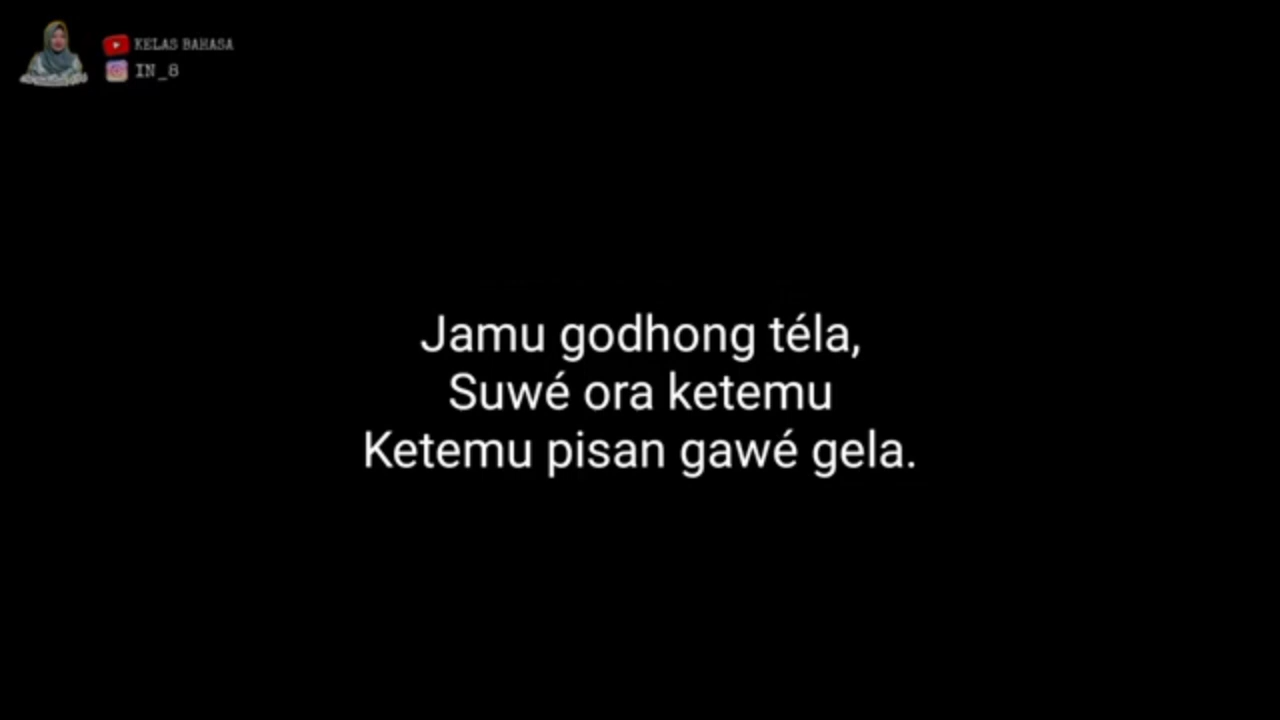 KELAS BAHASA
IN_8
Jamu godhong téla,
Suwé ora ketemu
Ketemu pisan gawé gela.